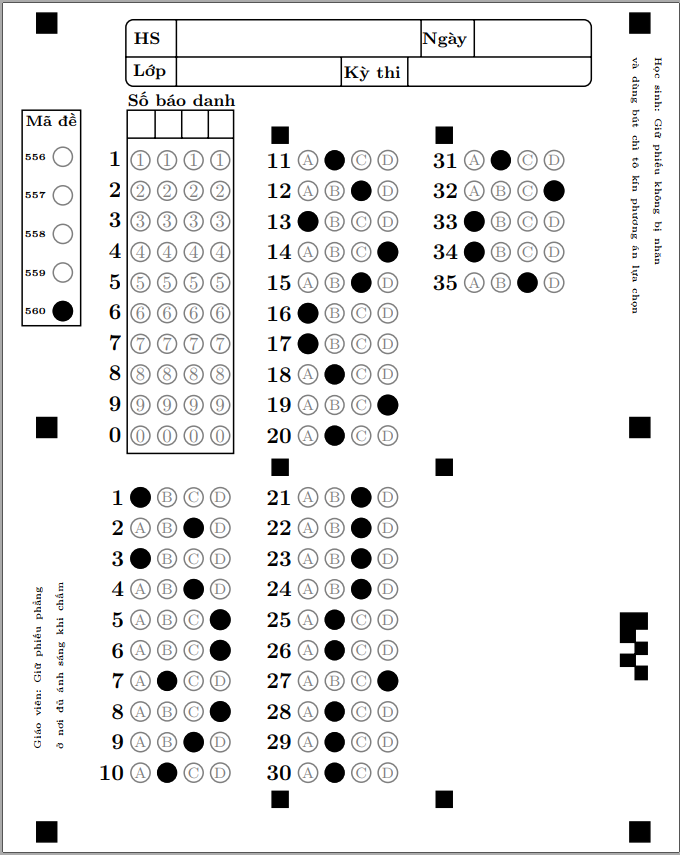 HS
Ngày
Lớp
Kỳ thi
Mã đề
556
557
558
559
560
Số báo danh
1 1 1 1 1
2 2 2 2 2
3 3 3 3 3
4 4 4 4 4
5 5 5 5 5
6 6 6 6 6
7 7 7 7 7
8 8 8 8 8
9 9 9 9 9
0 0 0 0 0
1 B C D
2 A B D
3 B C D
4 A B D
5 A B C
6 A B C
7 A C D
8 A B C
9 A B D
10 A C D
11 A C D
12 A B D
13 B C D
14 A B C
15 A B D
16 B C D
17 B C D
18 A C D
19 A B C
20 A C D
21 A B D
22 A B D
23 A B D
24 A B D
25 A C D
26 A C D
27 A B C
28 A C D
29 A C D
30 A C D
31 A C D
32 A B C
33 B C D
34 B C D
35 A B D
Học sinh: Giữ phiếu không bị nhăn
và dùng bút chì tô kín phương án lựa chọn
Giáo viên: Giữ phiếu phẳng
ở nơi đủ ánh sáng khi chấm